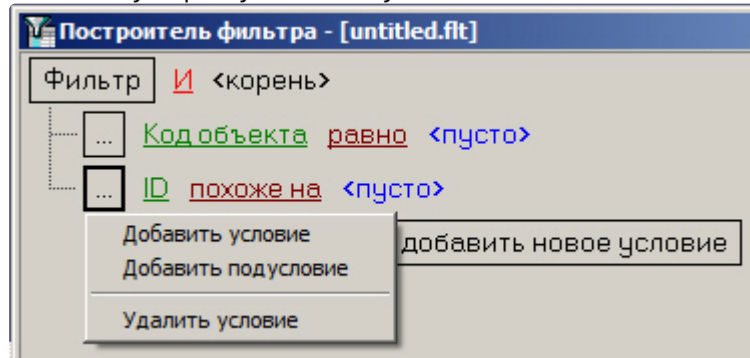 Построитель фильтра - [untitled.flt]
Фильтр И <корень>
... Код объекта равно <пусто>
... ID похоже на <пусто>
Добавить условие
добавить новое условие
Добавить подусловие
Удалить условие